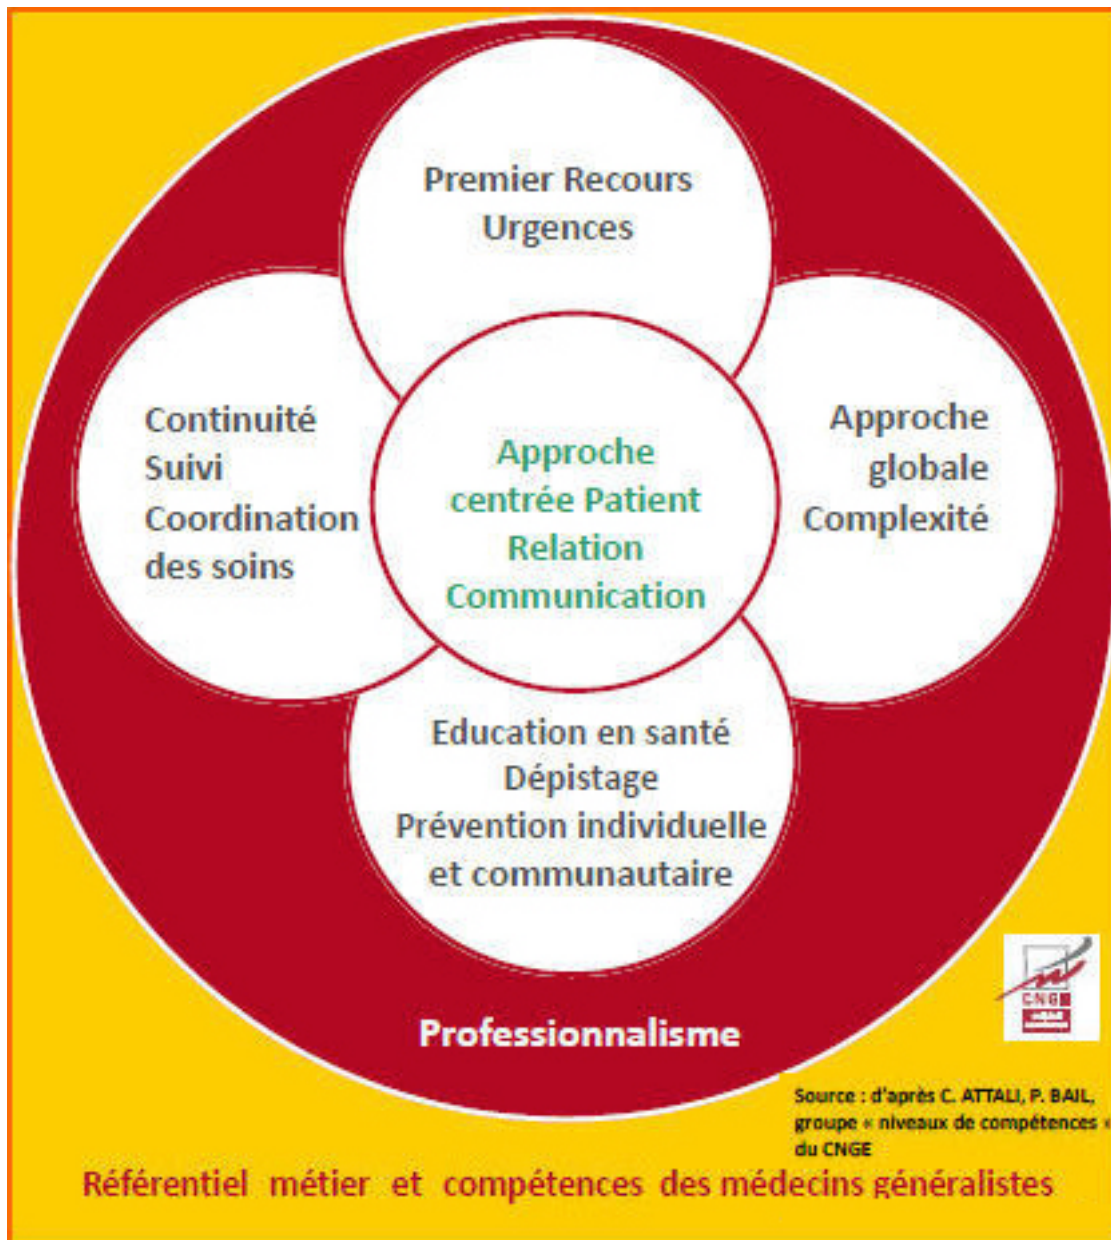 Premier Recours
Urgences
Continuité
Suivi
Coordination
des soins
Approche
centrée Patient
Relation
Communication
Approche
globale
Complexité
Education en santé
Dépistage
Prévention individuelle
et communautaire
Professionnalisme
CNGE
Source : d'après C. ATTALI, P. BAIL,
groupe « niveaux de compétences »
du CNGE
Référentiel métier et compétences des médecins généralistes